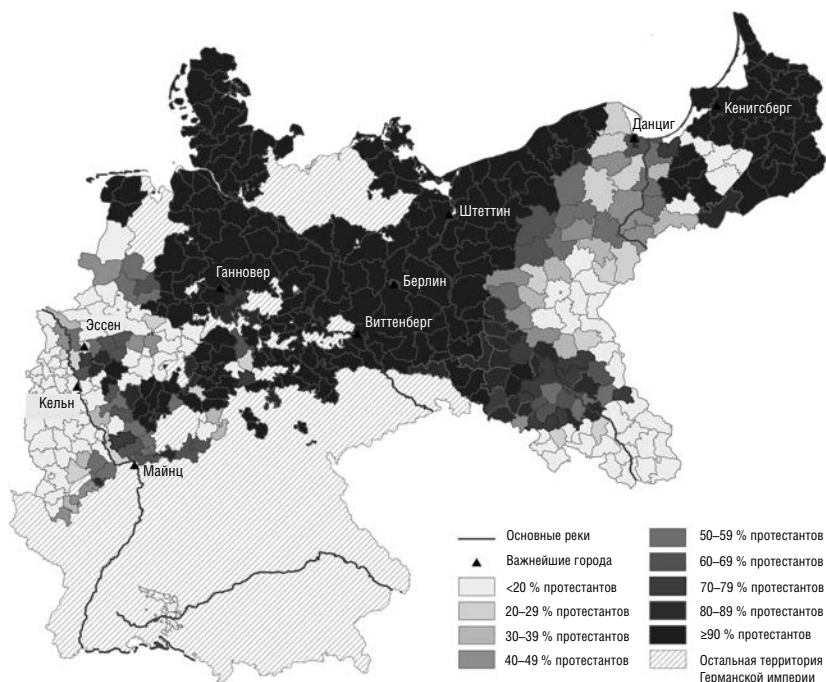 Кенигсберг
Данциг
Штеттин
Ганновер
Берлин
Эссен
Виттенберг
Кельн
Майнц
Основные реки
Важнейшие города
<20 % протестантов
20–29 % протестантов
30–39 % протестантов
40–49 % протестантов
50–59 % протестантов
60–69 % протестантов
70–79 % протестантов
80–89 % протестантов
≥90 % протестантов
Остальная территория
Германской империи